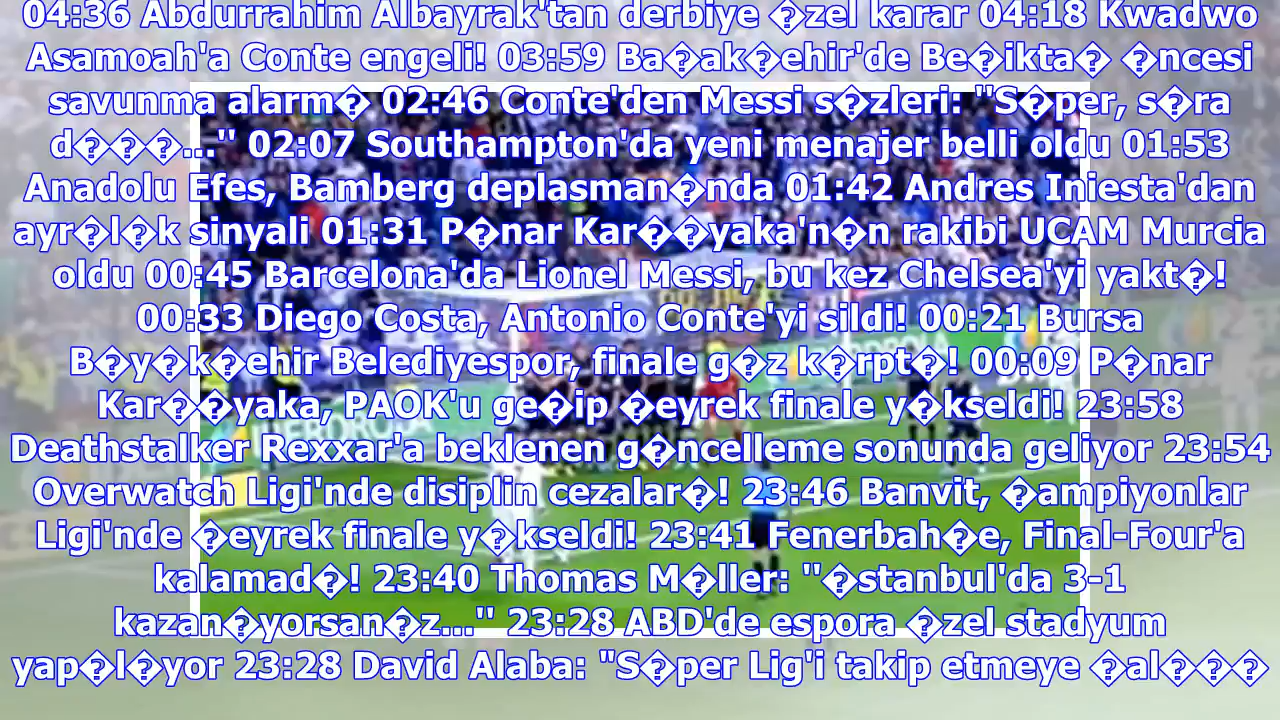 04:36 Abdurrahim Albayrak'tan derbiye �zel karar 04:18 Kwadwo
Asamoah'a Conte engeli! 03:59 Ba�ak�ehir'de Be�ikta� �ncesi
savunma alarm� 02:46 Conte'den Messi s�zleri: "S�per, s�ra
d���..." 02:07 Southampton'da yeni menajer belli oldu 01:53
Anadolu Efes, Bamberg deplasman�nda 01:42 Andres Iniesta'dan
ayr�l�k sinyali 01:31 P�nar Kar��yaka'n�n rakibi UCAM Murcia
oldu 00:45 Barcelona'da Lionel Messi, bu kez Chelsea'yi yakt�!
00:33 Diego Costa, Antonio Conte'yi sildi! 00:21 Bursa
B�y�k�ehir Belediyespor, finale g�z k�rpt�! 00:09 P�nar
Kar��yaka, PAOK'u ge�ip �eyrek finale y�kseldi! 23:58
Deathstalker Rexxar'a beklenen g�ncelleme sonunda geliyor 23:54
Overwatch Ligi'nde disiplin cezalar�! 23:46 Banvit, �ampiyonlar
Ligi'nde �eyrek finale y�kseldi! 23:41 Fenerbah�e, Final-Four'a
kalamad�! 23:40 Thomas M�ller: "�stanbul'da 3-1
kazan�yorsan�z..." 23:28 ABD'de espora �zel stadyum
yap�l�yor 23:28 David Alaba: "S�per Lig'i takip etmeye �al���